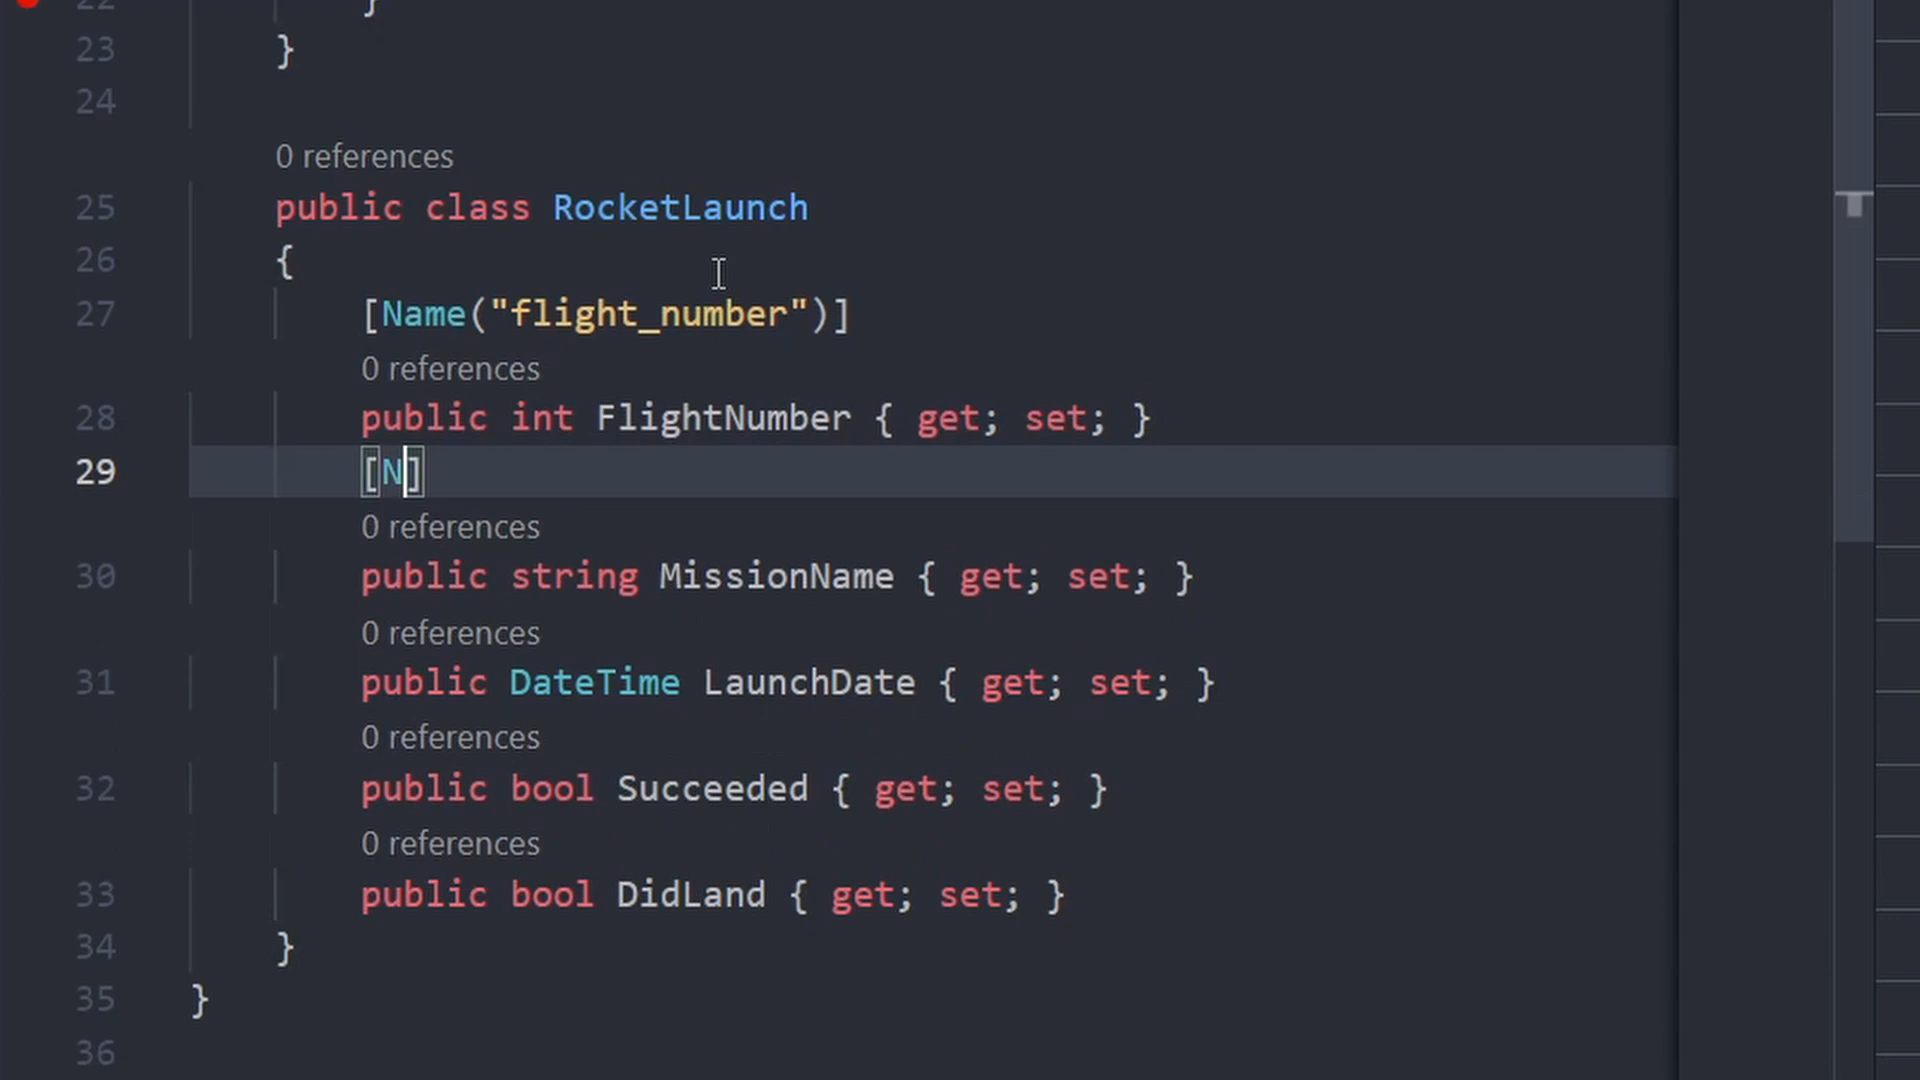 22 }
23 }
24
0 references
25 public class RocketLaunch
26 {
27 [Name("flight_number")]
0 references
28 public int FlightNumber { get; set; }
29 [N]
0 references
30 public string MissionName { get; set; }
0 references
31 public DateTime LaunchDate { get; set; }
0 references
32 public bool Succeeded { get; set; }
0 references
33 public bool DidLand { get; set; }
34 }
35 }
36